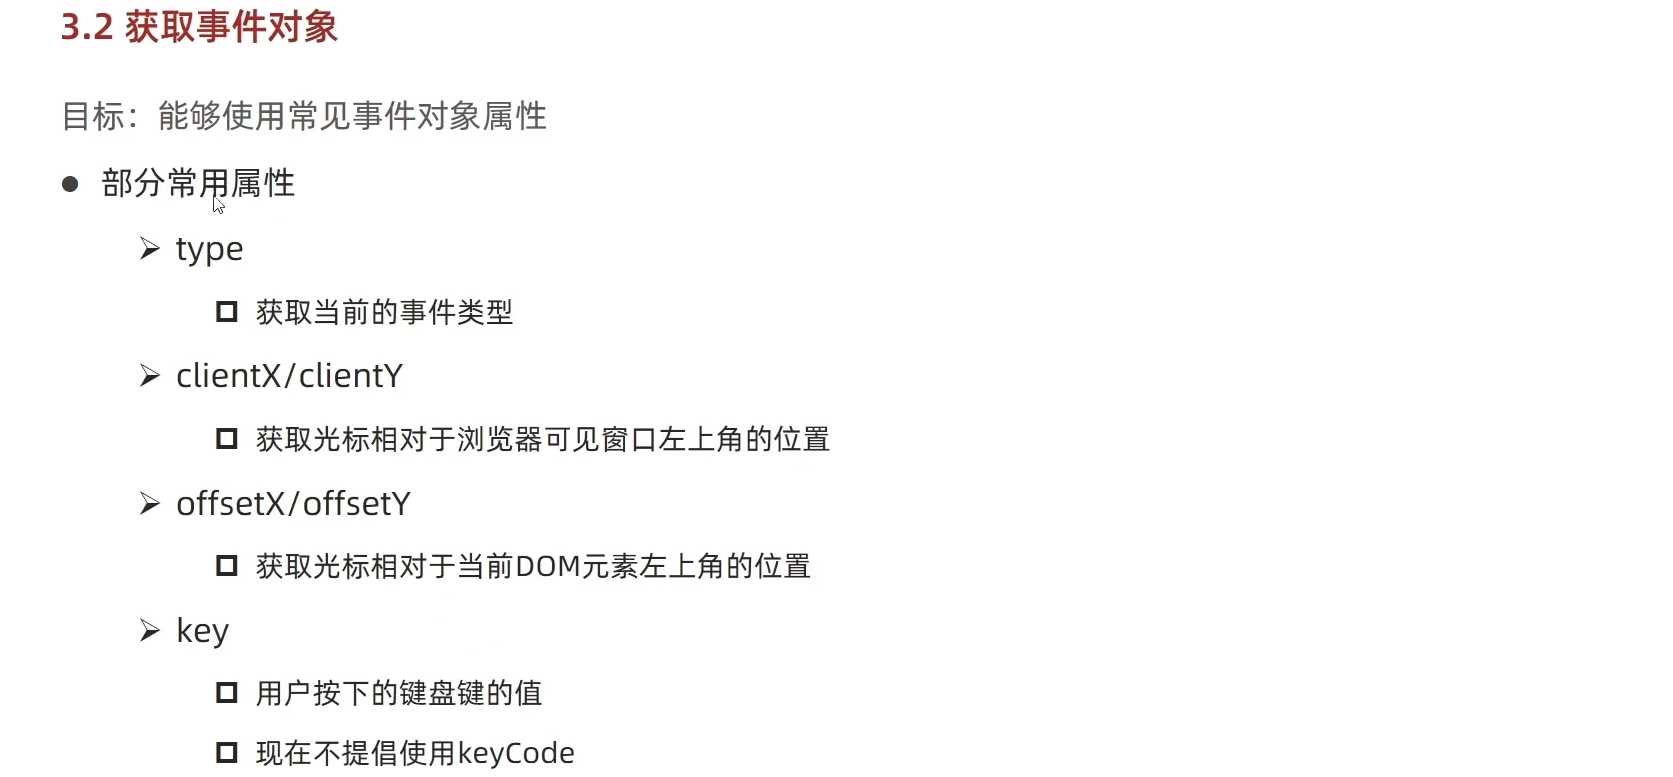 3.2 获取事件对象
目标：能够使用常见事件对象属性
部分常用属性
type
获取当前的事件类型
clientX/clientY
获取光标相对于浏览器可见窗口左上角的位置
offsetX/offsetY
获取光标相对于当前DOM元素左上角的位置
key
用户按下的键盘键的值
现在不提倡使用keyCode